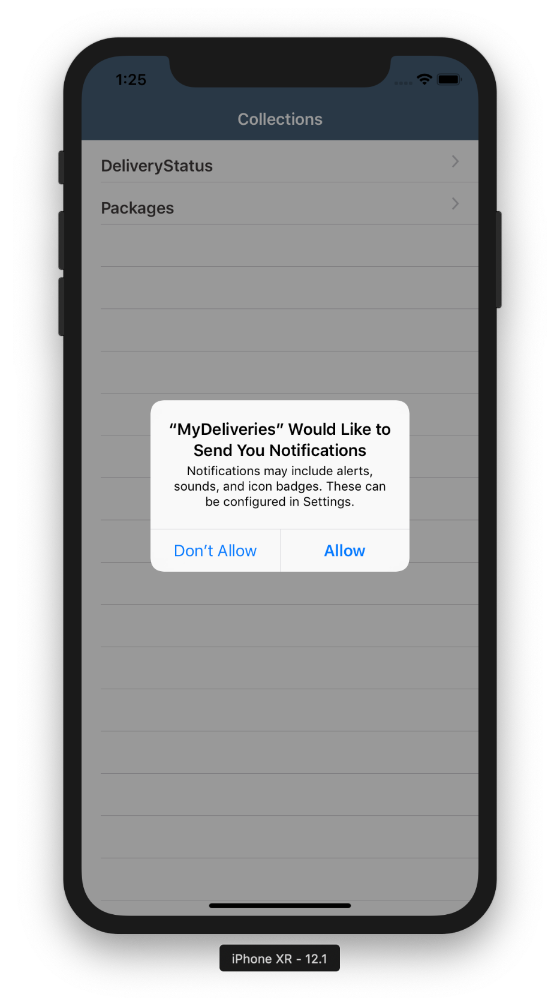 1:25
Collections
DeliveryStatus
Packages
“MyDeliveries” Would Like to
Send You Notifications
Notifications may include alerts,
sounds, and icon badges. These can
be configured in Settings.
Don’t Allow
Allow
iPhone XR - 12.1